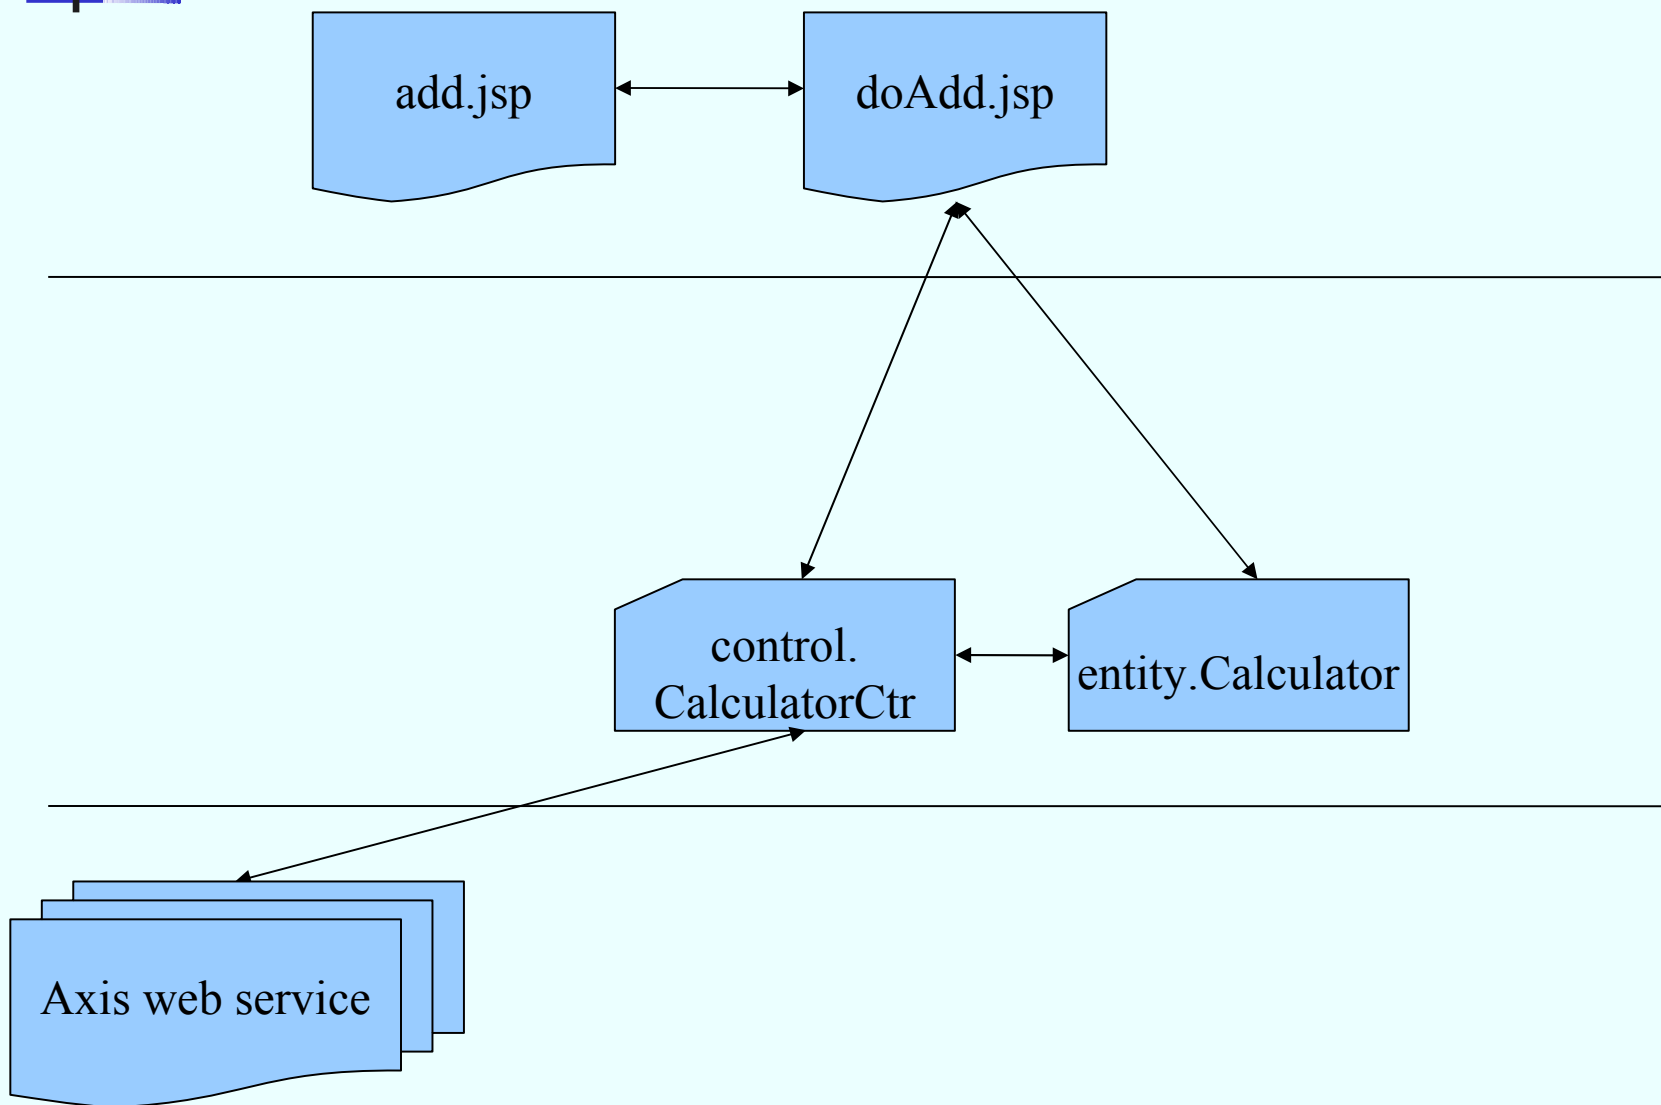 add.jsp
doAdd.jsp
control.
CalculatorCtr
entity.Calculator
Axis web service